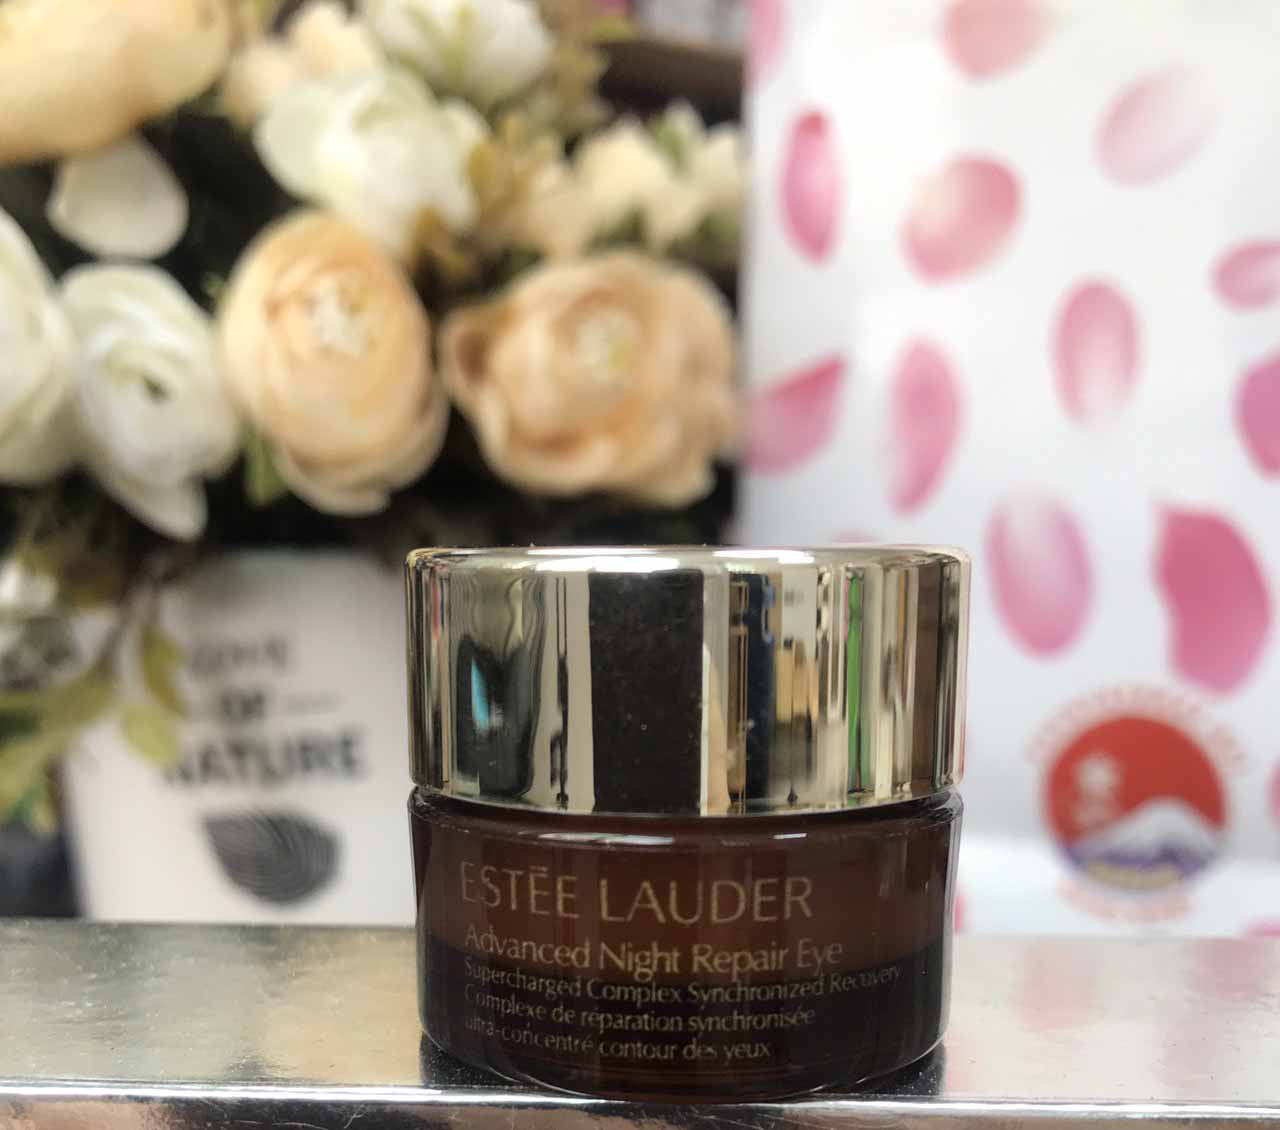 OF
NATURE
ESTĒE LAUDER
Advanced Night Repair Eye
Supercharged Complex Synchronized Recovery
Complexe de réparation synchronisée
ultra-concentré contour des yeux